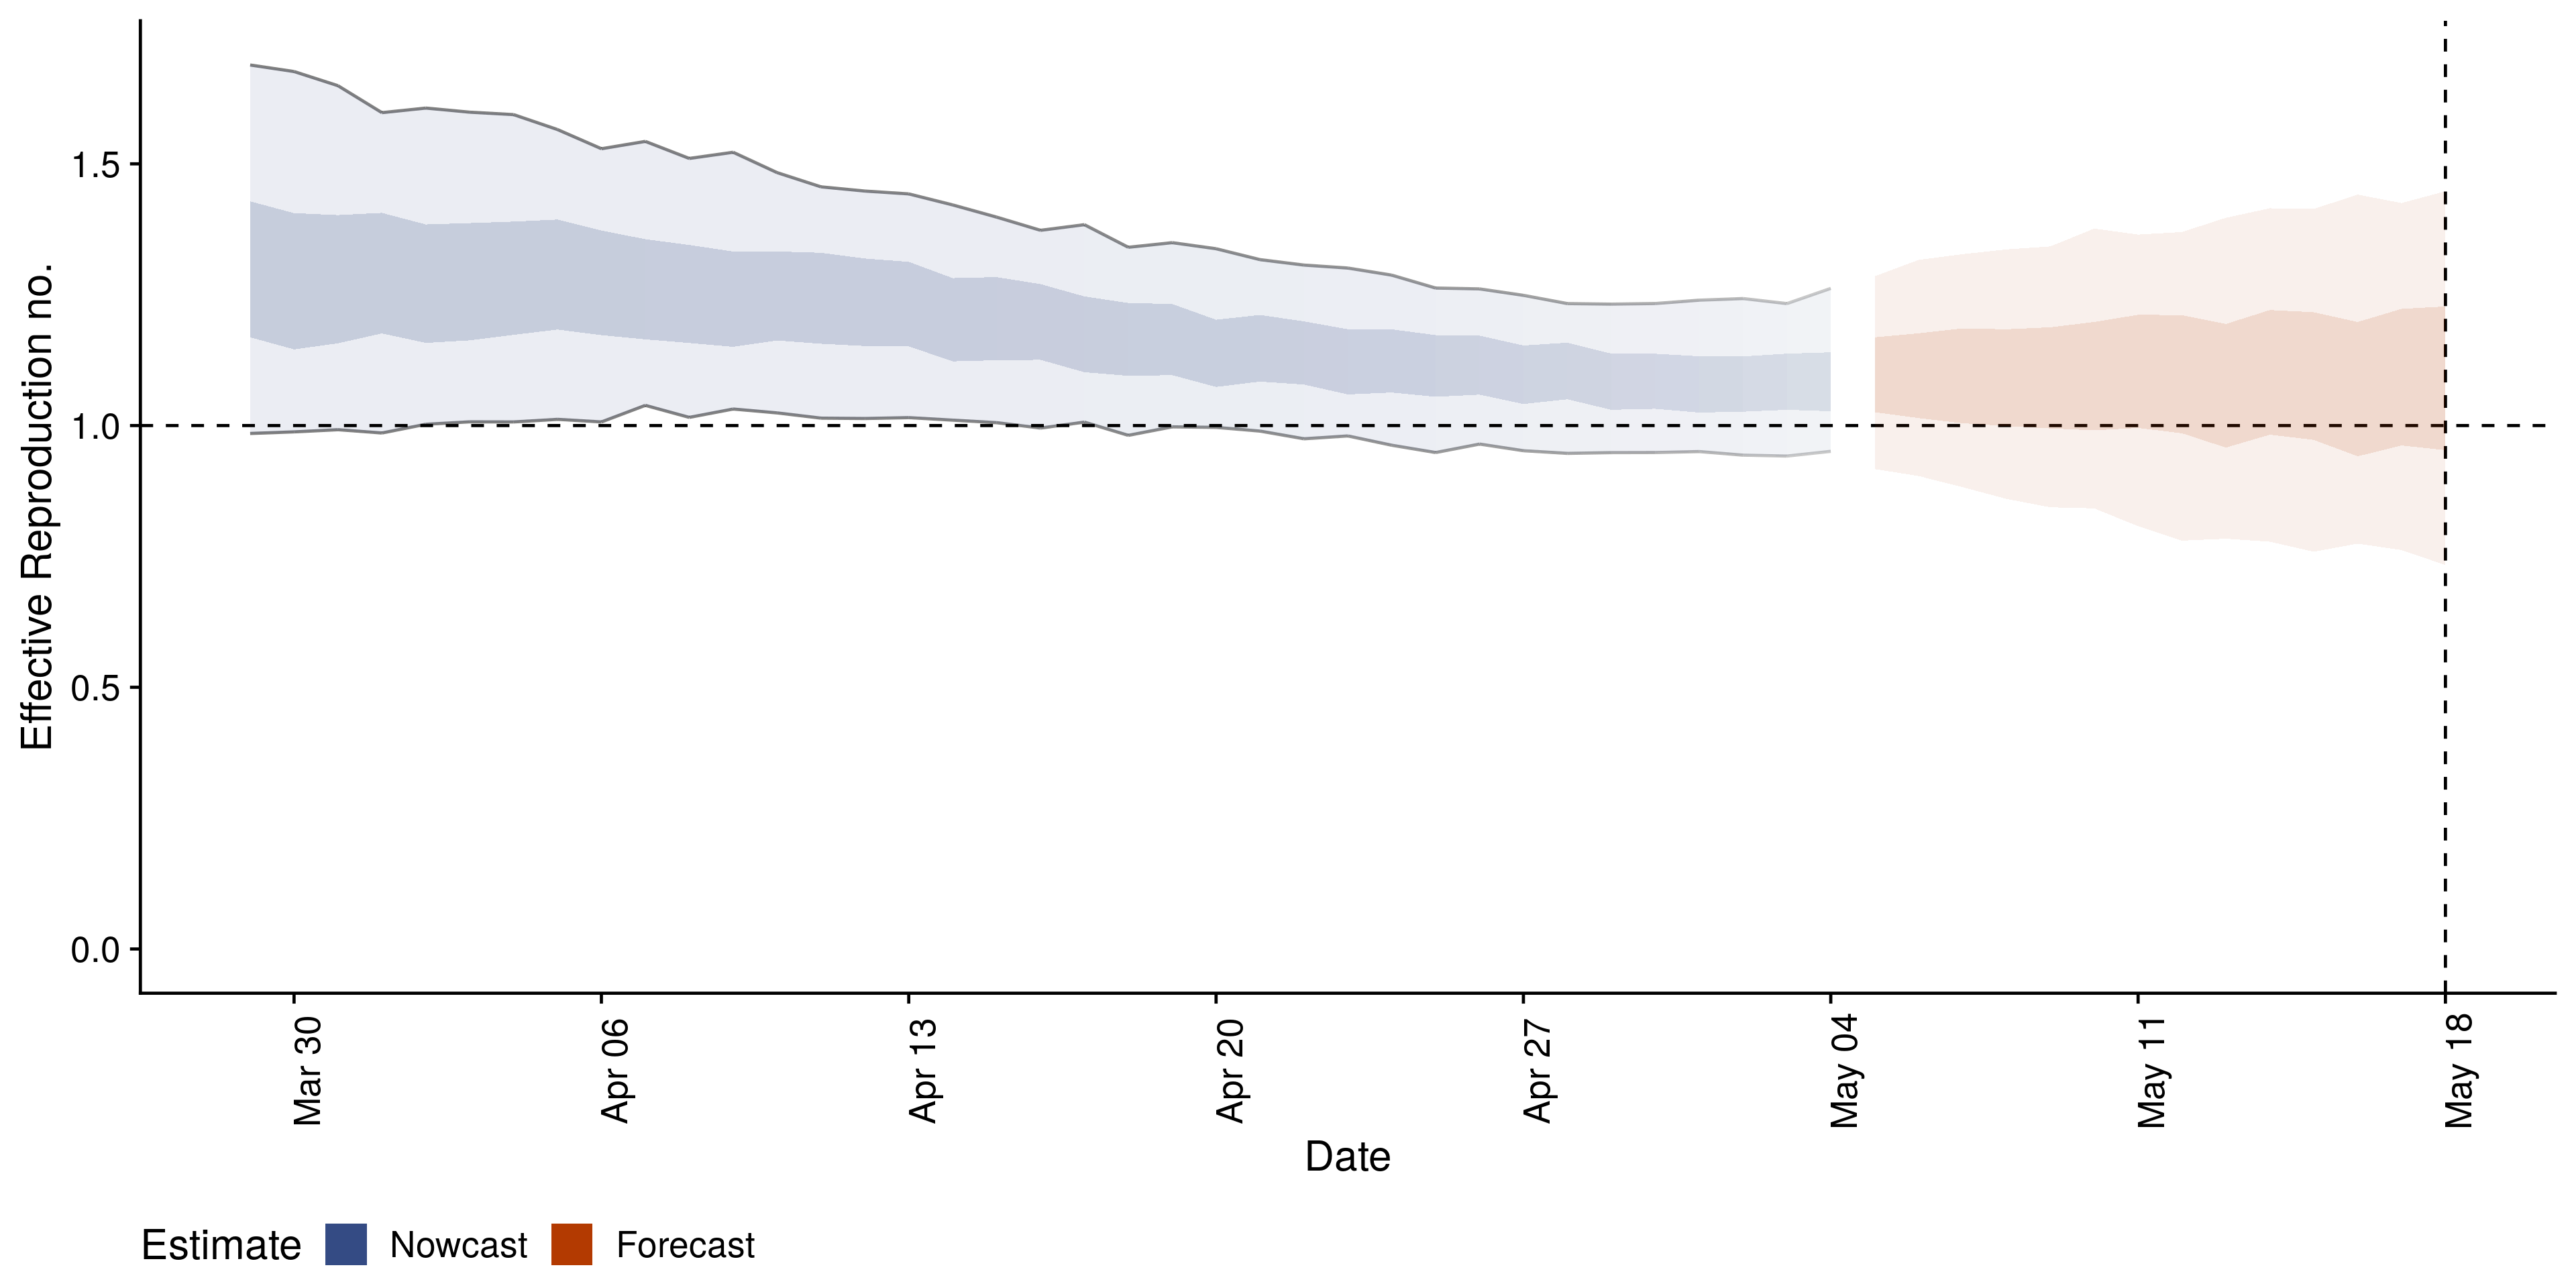 Effective Reproduction no.
1.5
1.0
0.5
0.0
Mar 30
Apr 06
Apr 13
Apr 20
Apr 27
May 04
May 11
May 18
Date
Estimate Nowcast Forecast